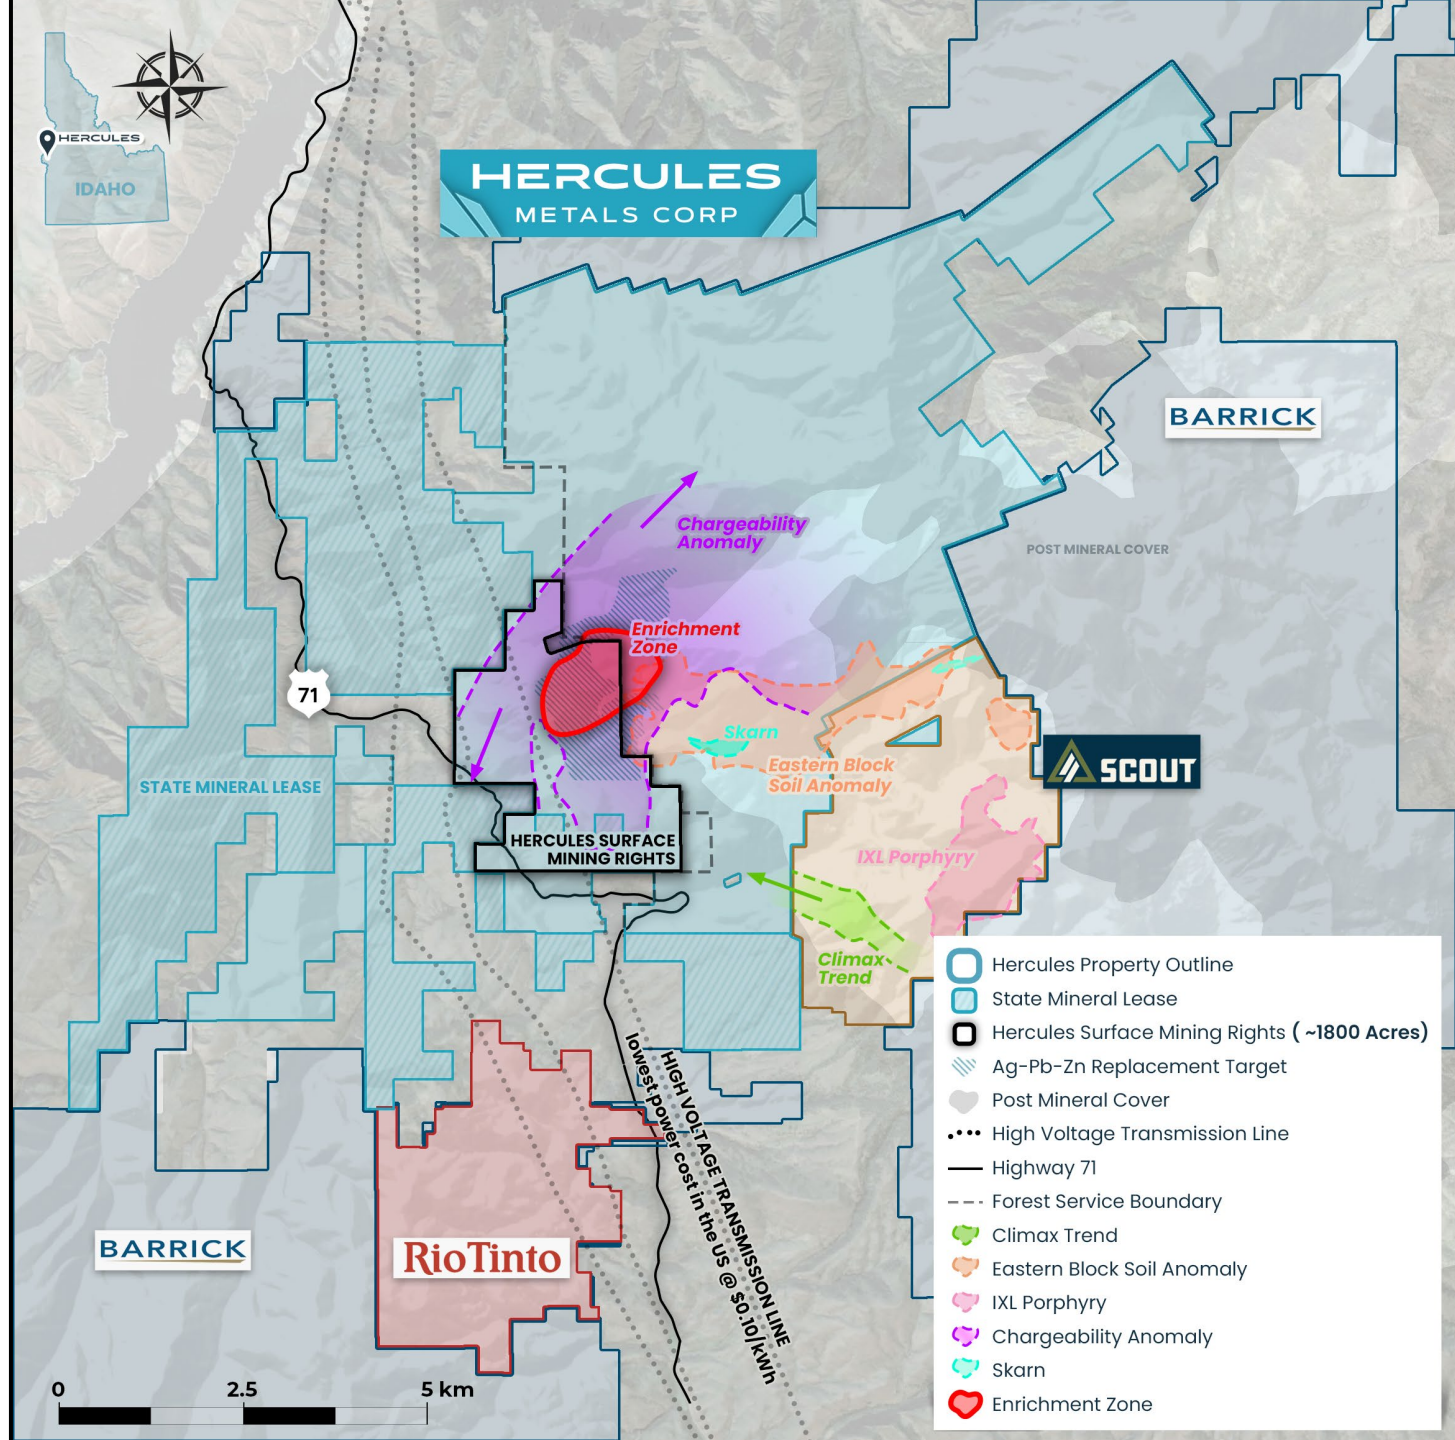 HERCULES
IDAHO
HERCULES
METALS CORP
BARRICK
Chargeability
Anomaly
POST MINERAL COVER
Enrichment
Zone
71
Skarn
Eastern Block
Soil Anomaly
SCOUT
STATE MINERAL LEASE
HERCULES SURFACE
MINING RIGHTS
IXL Porphyry
Climax
Trend
HIGH VOLTAGE TRANSMISSION LINE
lowest power cost in the US @ $0.10/kWh
BARRICK
RioTinto
0 2.5 5 km
Hercules Property Outline
State Mineral Lease
Hercules Surface Mining Rights ( ~1800 Acres)
Ag-Pb-Zn Replacement Target
Post Mineral Cover
High Voltage Transmission Line
Highway 71
Forest Service Boundary
Climax Trend
Eastern Block Soil Anomaly
IXL Porphyry
Chargeability Anomaly
Skarn
Enrichment Zone